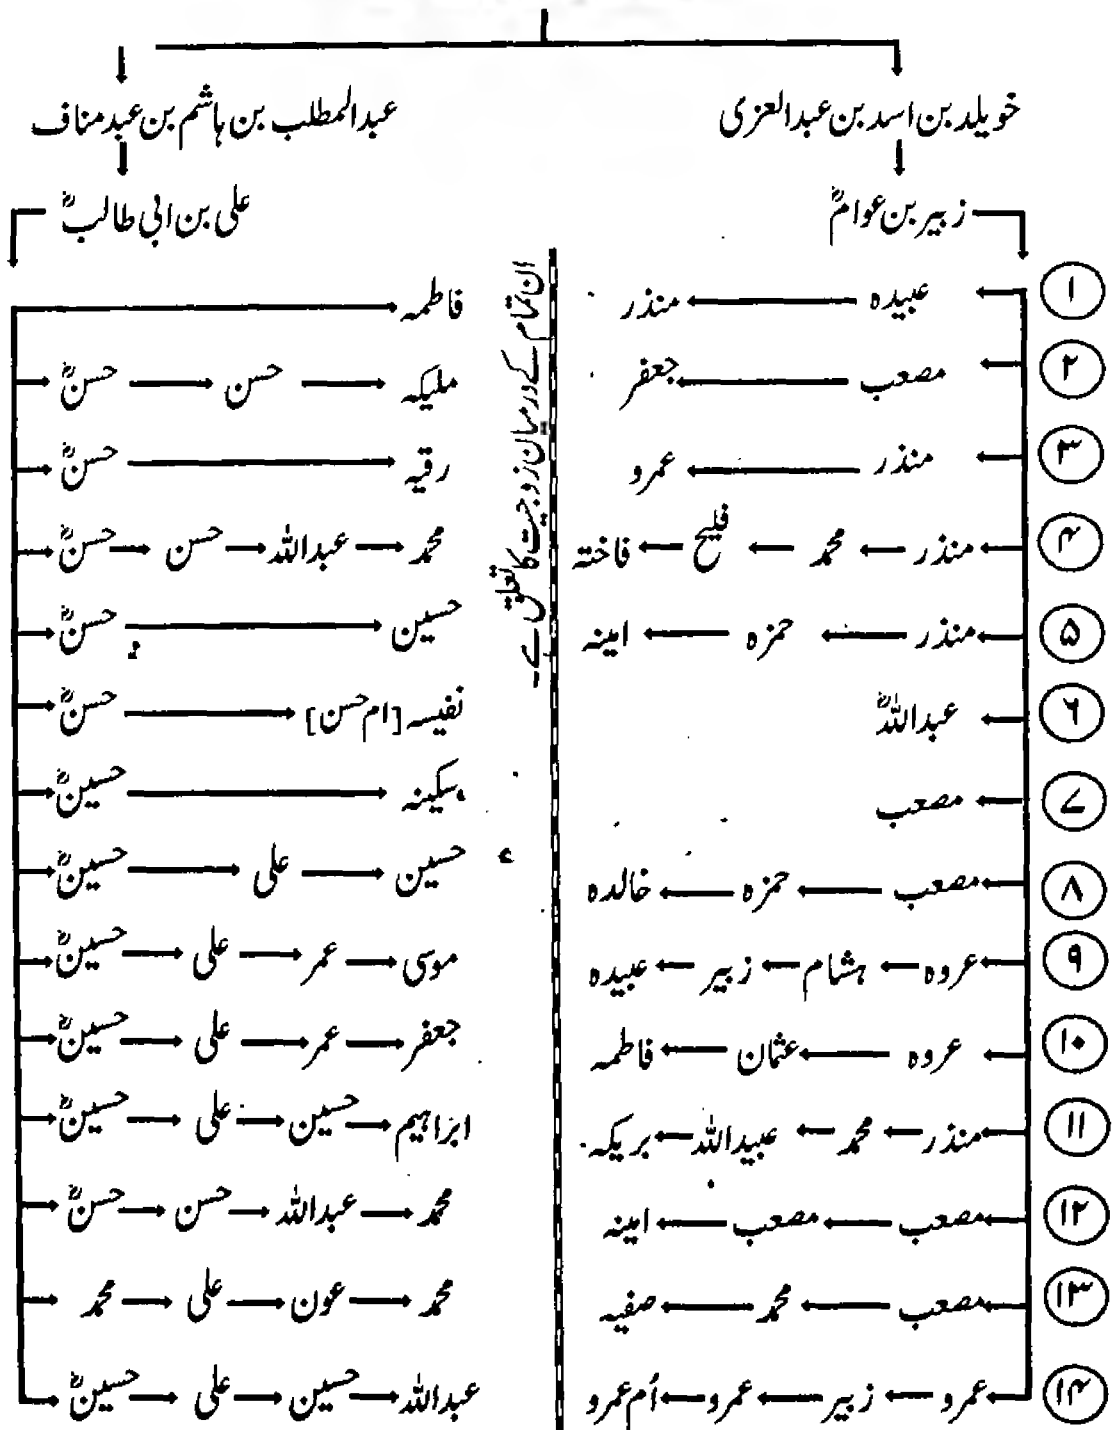 خویلد بن اسد بن عبدالعزی عبدالمطلب بن ہاشم بن عبد مناف
زبیر بن عوامؓ علی بن ابی طالبؓ
ان تمام کے درمیان زوجیت کا تعلق ہے۔
۱ عبیدہ منذر فاطمہ
۲ مصعب جعفر ملیکہ حسن حسنؓ
۳ منذر عمرو رقیہ حسنؓ
۴ منذر محمد فلیح فاختہ محمد عبداللہ حسن حسنؓ
۵ منذر حمزہ امینہ حسین حسنؓ
۶ عبداللہؓ نفیسہ [ام حسن] حسنؓ
۷ مصعب سکینہ حسینؓ
۸ مصعب حمزہ خالدہ حسین علی حسینؓ
۹ عروہ ہشام زبیر عبیدہ موسی عمر علی حسینؓ
۱۰ عروہ عثمان فاطمہ جعفر عمر علی حسینؓ
۱۱ منذر محمد عبیداللہ بریکہ ابراہیم حسین علی حسینؓ
۱۲ مصعب مصعب امینہ محمد عبداللہ حسن حسنؓ
۱۳ مصعب محمد صفیہ محمد عون علی محمد
۱۴ عمرو زبیر عمرو اُم عمرو عبداللہ حسین علی حسینؓ